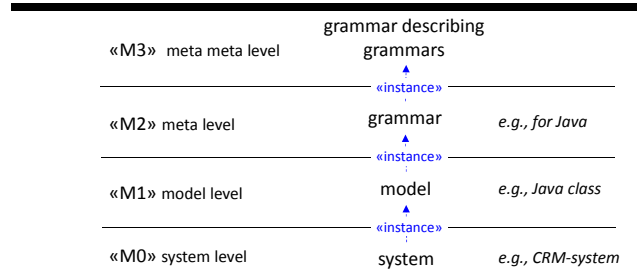 grammar describing
«M3» meta meta level grammars
«instance»
«M2» meta level grammar e.g., for Java
«instance»
«M1» model level model e.g., Java class
«instance»
«M0» system level system e.g., CRM-system